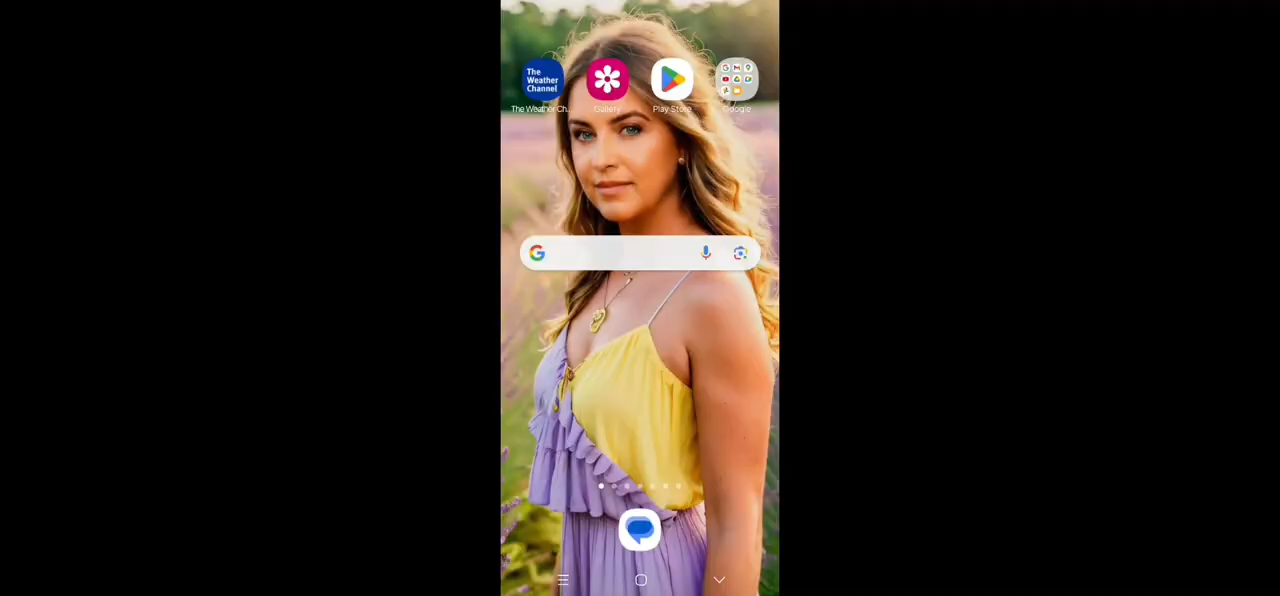 The
Weather
Channel
The Weather Ch...
Gallery
Play Store
Google